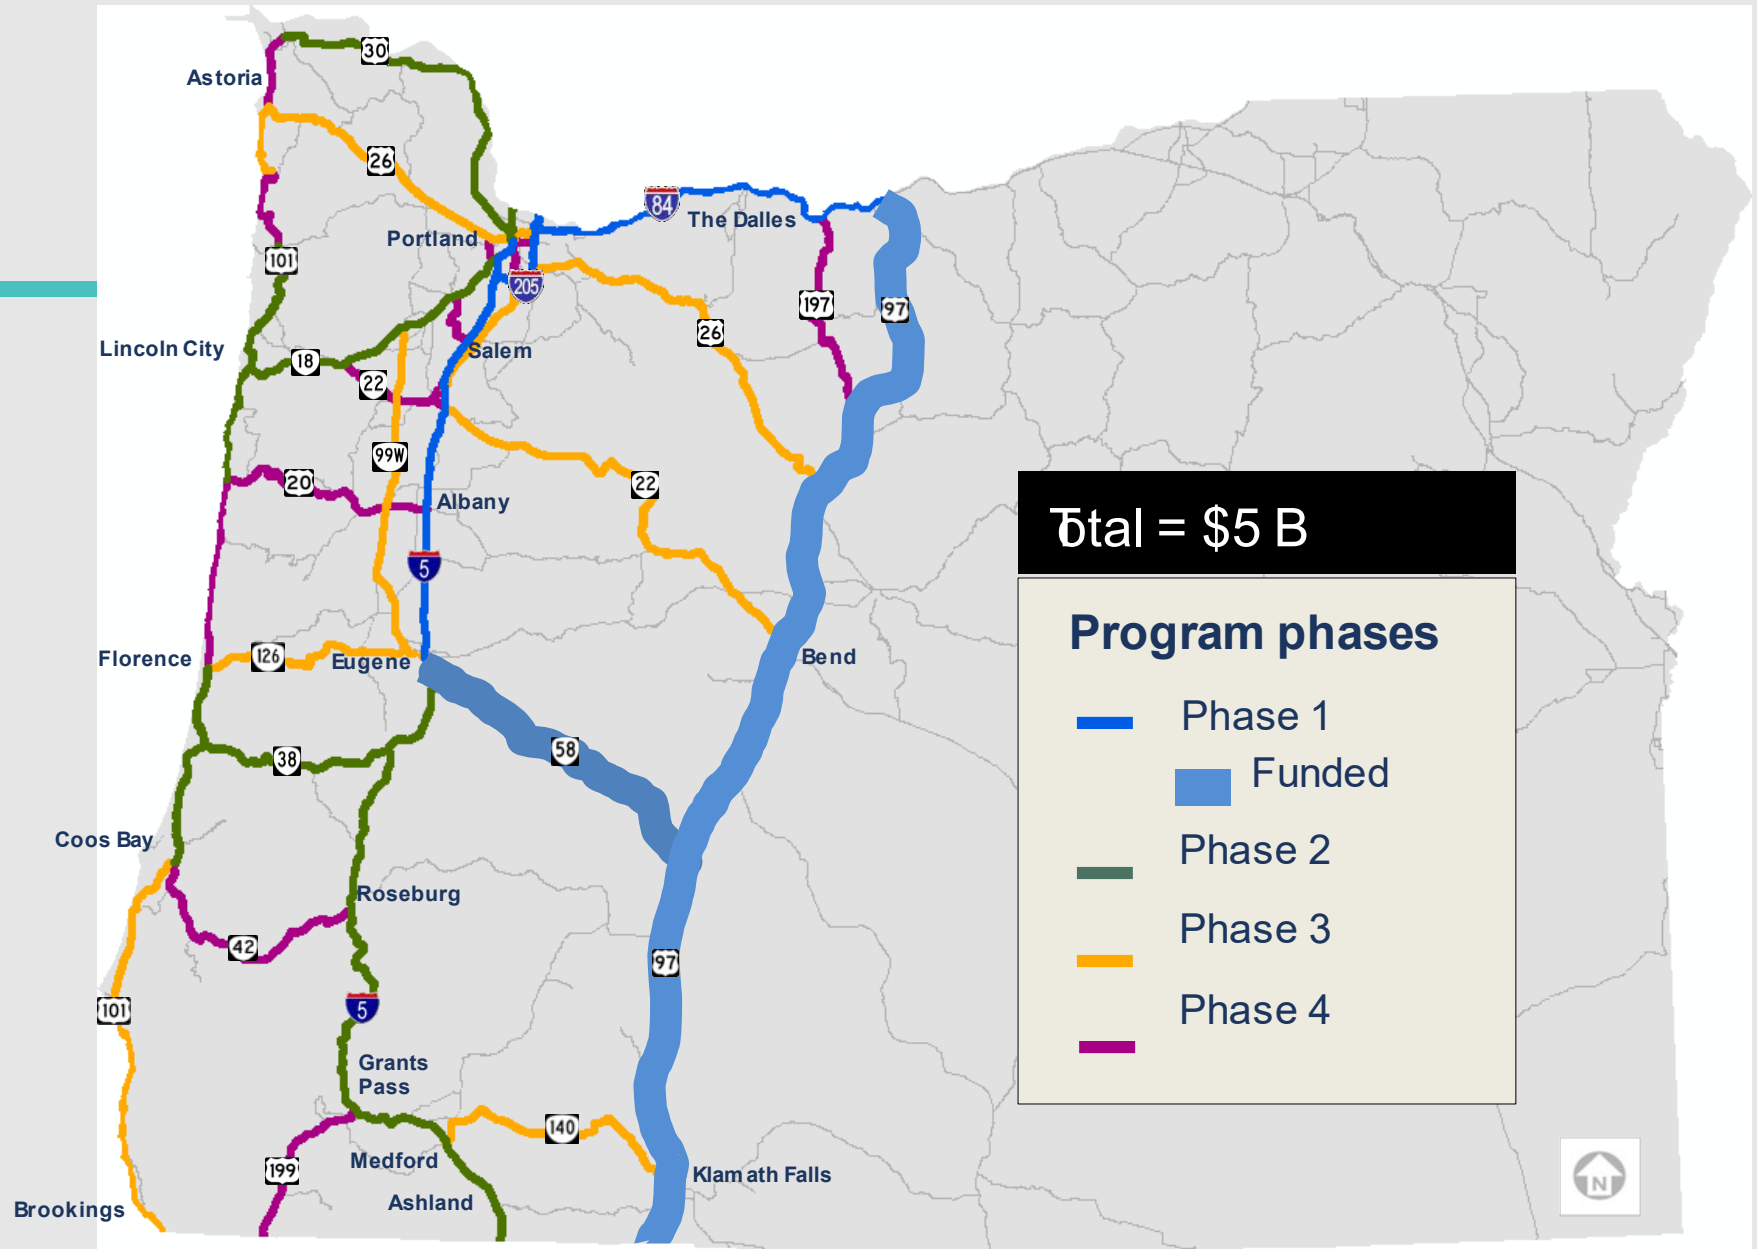 30
Astoria
26
84
The Dalles
Portland
101
205
197
97
26
Lincoln City
18
Salem
22
99W
20
22
Albany
5
Total = $5 B
Program phases
Phase 1
Funded
Phase 2
Phase 3
Phase 4
Florence
126
Eugene
Bend
58
38
Coos Bay
Roseburg
42
97
101
5
Grants
Pass
140
Medford
199
Klamath Falls
Ashland
Brookings
N